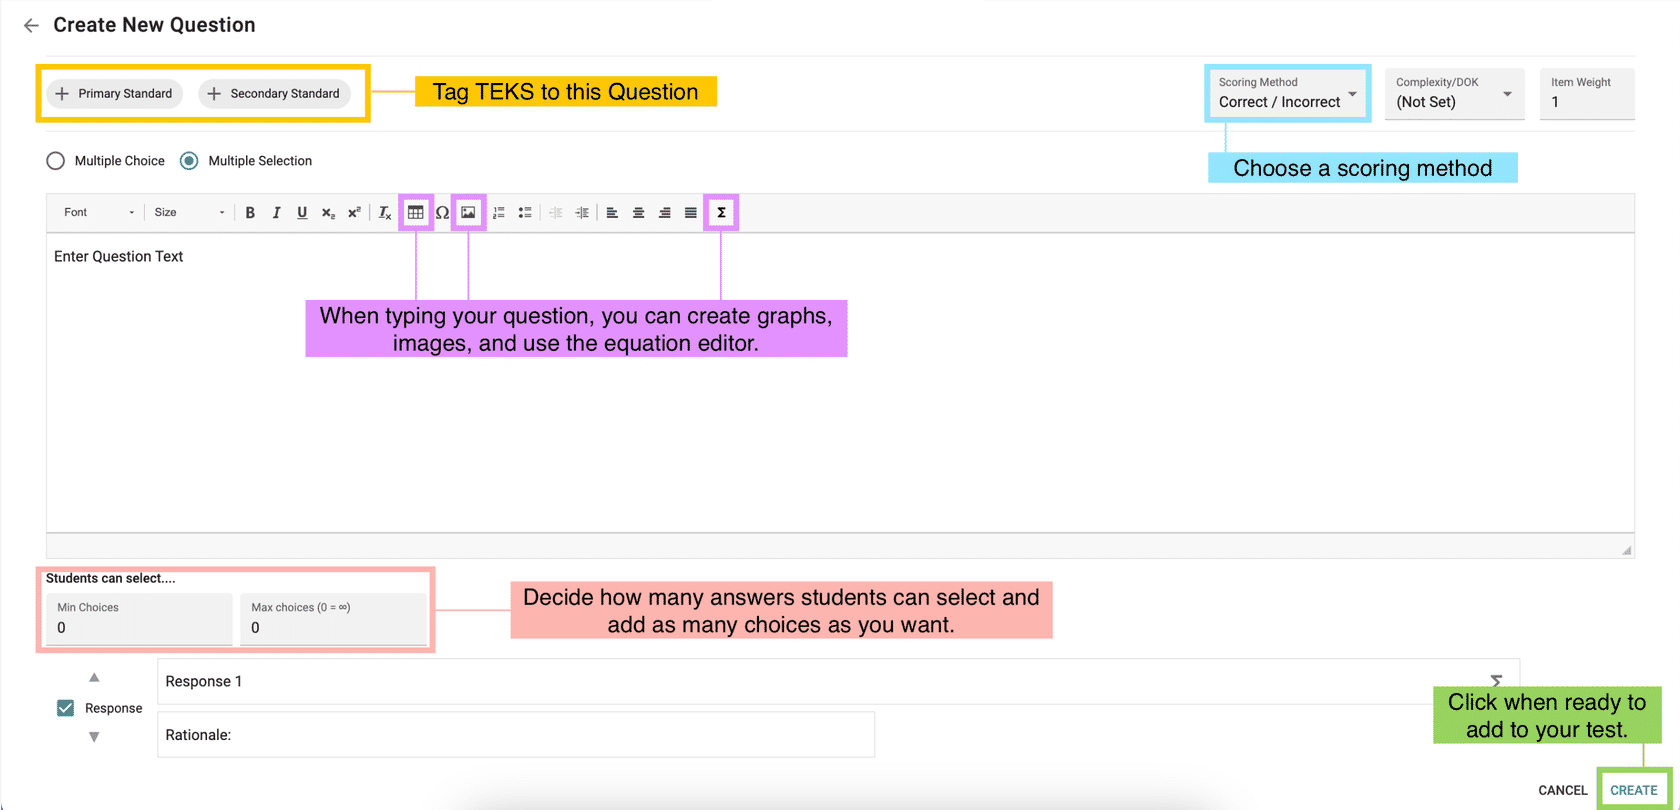 Create New Question
Primary Standard
Secondary Standard
Tag TEKS to this Question
Scoring Method
Correct / Incorrect
Complexity/DOK
(Not Set)
Item Weight
1
Choose a scoring method
Multiple Choice
Multiple Selection
Font
Size
B I U x₂ x² Tx Ω Σ
Enter Question Text
When typing your question, you can create graphs,
images, and use the equation editor.
Students can select....
Min Choices
0
Max choices (0 = ∞)
0
Decide how many answers students can select and
add as many choices as you want.
Response
Response 1
Σ
Rationale:
Click when ready to
add to your test.
CANCEL
CREATE